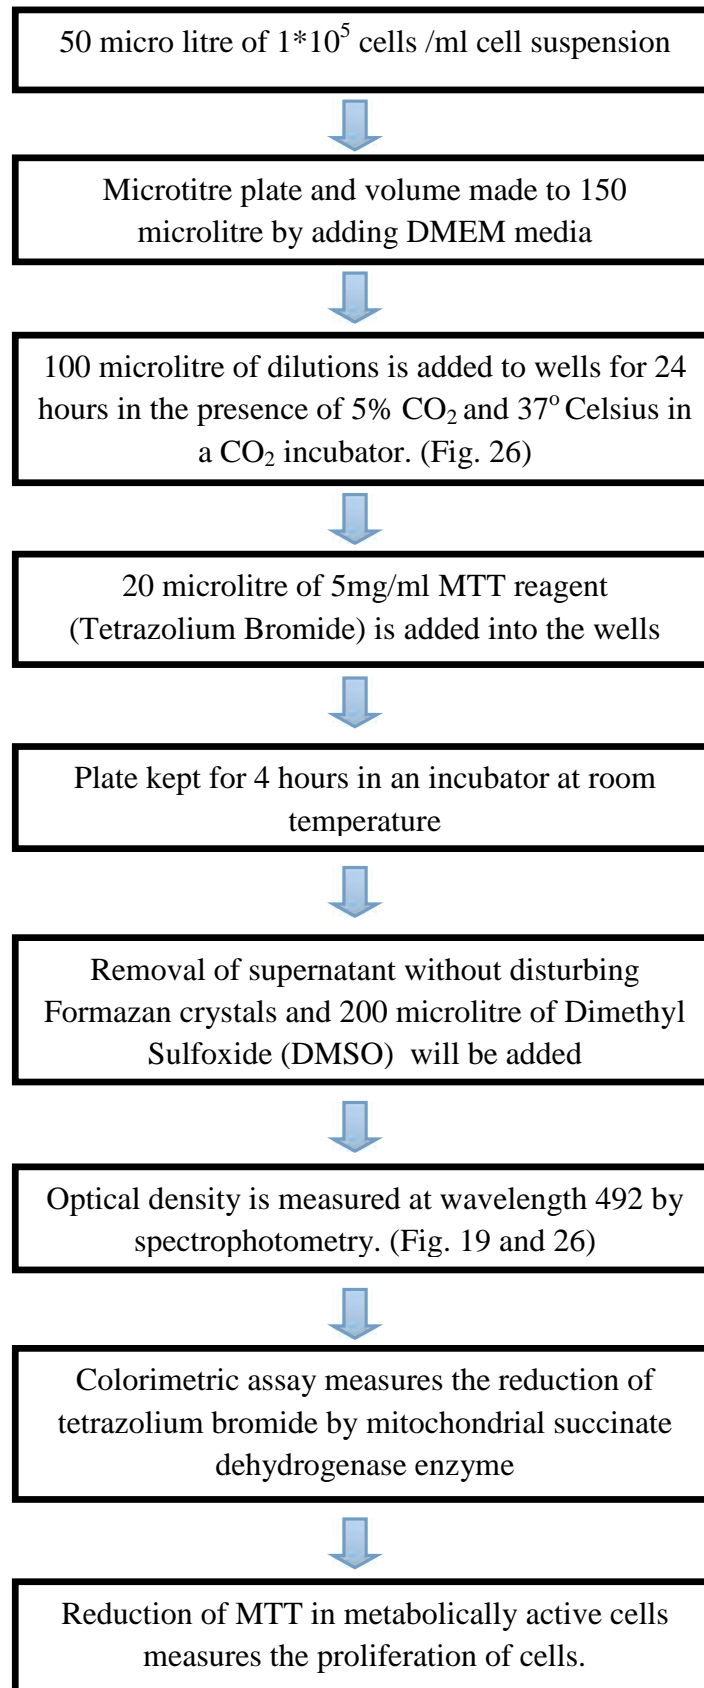 50 micro litre of 1*10⁵ cells /ml cell suspension
Microtitre plate and volume made to 150
microlitre by adding DMEM media
100 microlitre of dilutions is added to wells for 24
hours in the presence of 5% CO₂ and 37° Celsius in
a CO₂ incubator. (Fig. 26)
20 microlitre of 5mg/ml MTT reagent
(Tetrazolium Bromide) is added into the wells
Plate kept for 4 hours in an incubator at room
temperature
Removal of supernatant without disturbing
Formazan crystals and 200 microlitre of Dimethyl
Sulfoxide (DMSO) will be added
Optical density is measured at wavelength 492 by
spectrophotometry. (Fig. 19 and 26)
Colorimetric assay measures the reduction of
tetrazolium bromide by mitochondrial succinate
dehydrogenase enzyme
Reduction of MTT in metabolically active cells
measures the proliferation of cells.